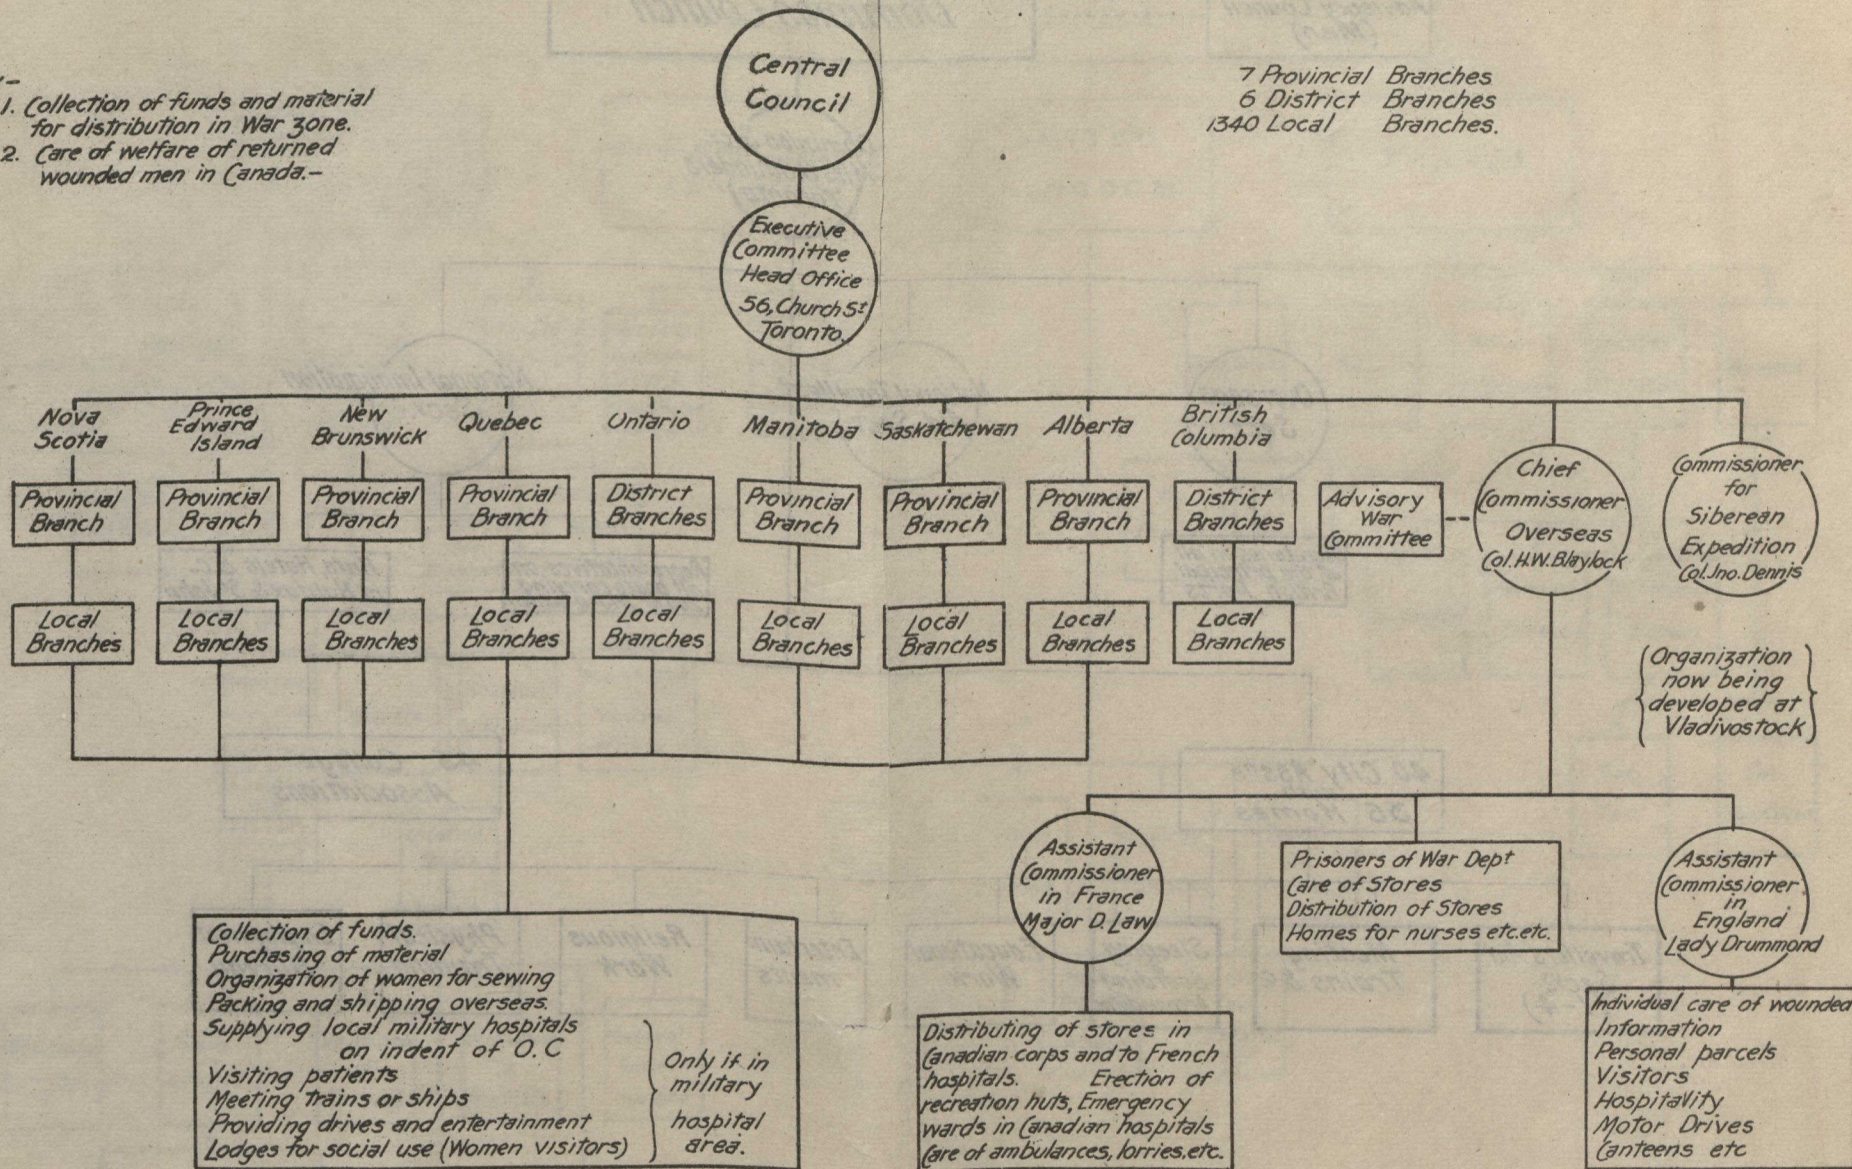 Central
Council
1. Collection of funds and material
for distribution in War zone.
2. Care of welfare of returned
wounded men in Canada.-
7 Provincial Branches
6 District Branches
1340 Local Branches.
Executive
Committee
Head Office
56, Church St
Toronto.
Nova
Scotia
Prince
Edward
Island
New
Brunswick
Quebec
Ontario
Manitoba
Saskatchewan
Alberta
British
Columbia
Provincial
Branch
Provincial
Branch
Provincial
Branch
Provincial
Branch
District
Branches
Provincial
Branch
Provincial
Branch
Provincial
Branch
District
Branches
Advisory
War
Committee
Chief
Commissioner
Overseas
Col. H.W. Blaylock
Commissioner
for
Siberean
Expedition
Col. Jno. Dennis
Local
Branches
Local
Branches
Local
Branches
Local
Branches
Local
Branches
Local
Branches
Local
Branches
Local
Branches
Local
Branches
Organization
now being
developed at
Vladivostock
Assistant
Commissioner
in France
Major D. Law
Prisoners of War Dept
Care of Stores
Distribution of Stores
Homes for nurses etc. etc.
Assistant
Commissioner
in
England
Lady Drummond
Collection of funds.
Purchasing of material
Organization of women for sewing
Packing and shipping overseas.
Supplying local military hospitals
on indent of O.C
Visiting patients
Meeting trains or ships
Providing drives and entertainment
Lodges for social use (Women visitors)
Only if in
military
hospital
area.
Distributing of stores in
Canadian corps and to French
hospitals. Erection of
recreation huts, Emergency
wards in Canadian hospitals
Care of ambulances, lorries, etc.
Individual care of wounded
Information
Personal parcels
Visitors
Hospitality
Motor Drives
Canteens etc